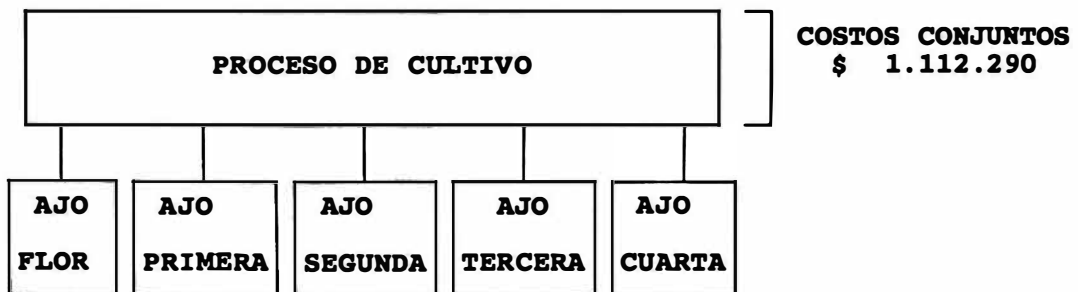 PROCESO DE CULTIVO
COSTOS CONJUNTOS
$ 1.112.290
AJO
FLOR
AJO
PRIMERA
AJO
SEGUNDA
AJO
TERCERA
AJO
CUARTA